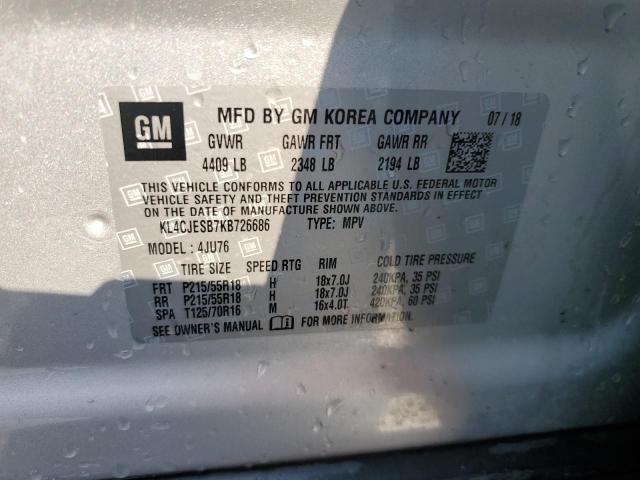 GM
MFD BY GM KOREA COMPANY 07/18
GVWR GAWR FRT GAWR RR
4409 LB 2348 LB 2194 LB
THIS VEHICLE CONFORMS TO ALL APPLICABLE U.S. FEDERAL MOTOR
VEHICLE SAFETY AND THEFT PREVENTION STANDARDS IN EFFECT
ON THE DATE OF MANUFACTURE SHOWN ABOVE.
KL4CJESB7KB726686 TYPE: MPV
MODEL: 4JU76
TIRE SIZE SPEED RTG RIM COLD TIRE PRESSURE
FRT P215/55R18 H 18x7.0J 240KPA, 35 PSI
RR P215/55R18 H 18x7.0J 240KPA, 35 PSI
SPA T125/70R16 M 16x4.0T 420KPA, 60 PSI
SEE OWNER'S MANUAL FOR MORE INFORMATION.